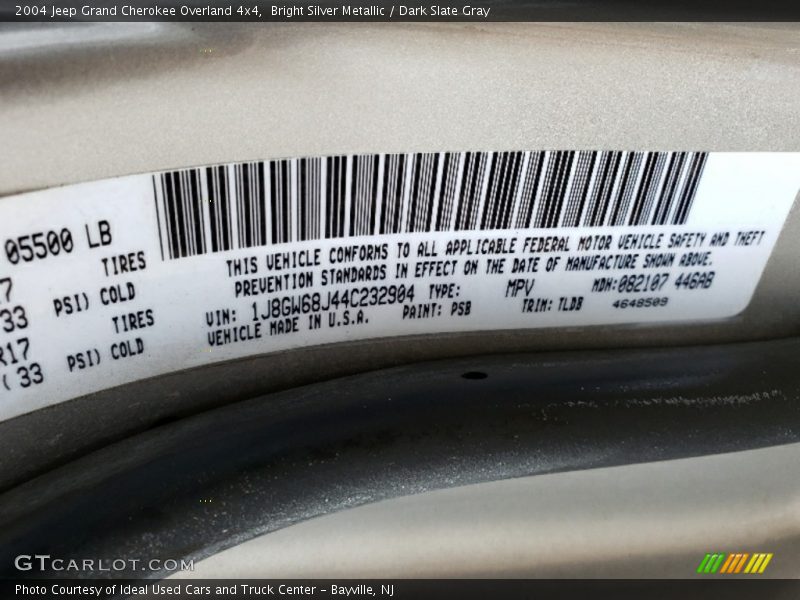 2004 Jeep Grand Cherokee Overland 4x4, Bright Silver Metallic / Dark Slate Gray
05500 LB
TIRES
33 PSI) COLD
TIRES
R17
( 33 PSI) COLD
THIS VEHICLE CONFORMS TO ALL APPLICABLE FEDERAL MOTOR VEHICLE SAFETY AND THEFT
PREVENTION STANDARDS IN EFFECT ON THE DATE OF MANUFACTURE SHOWN ABOVE.
VIN: 1J8GW68J44C232904 TYPE: MPV MDH:082107 446AB
VEHICLE MADE IN U.S.A. PAINT: PSB TRIM: TLDB 4648509
GTCARLOT.COM
Photo Courtesy of Ideal Used Cars and Truck Center – Bayville, NJ